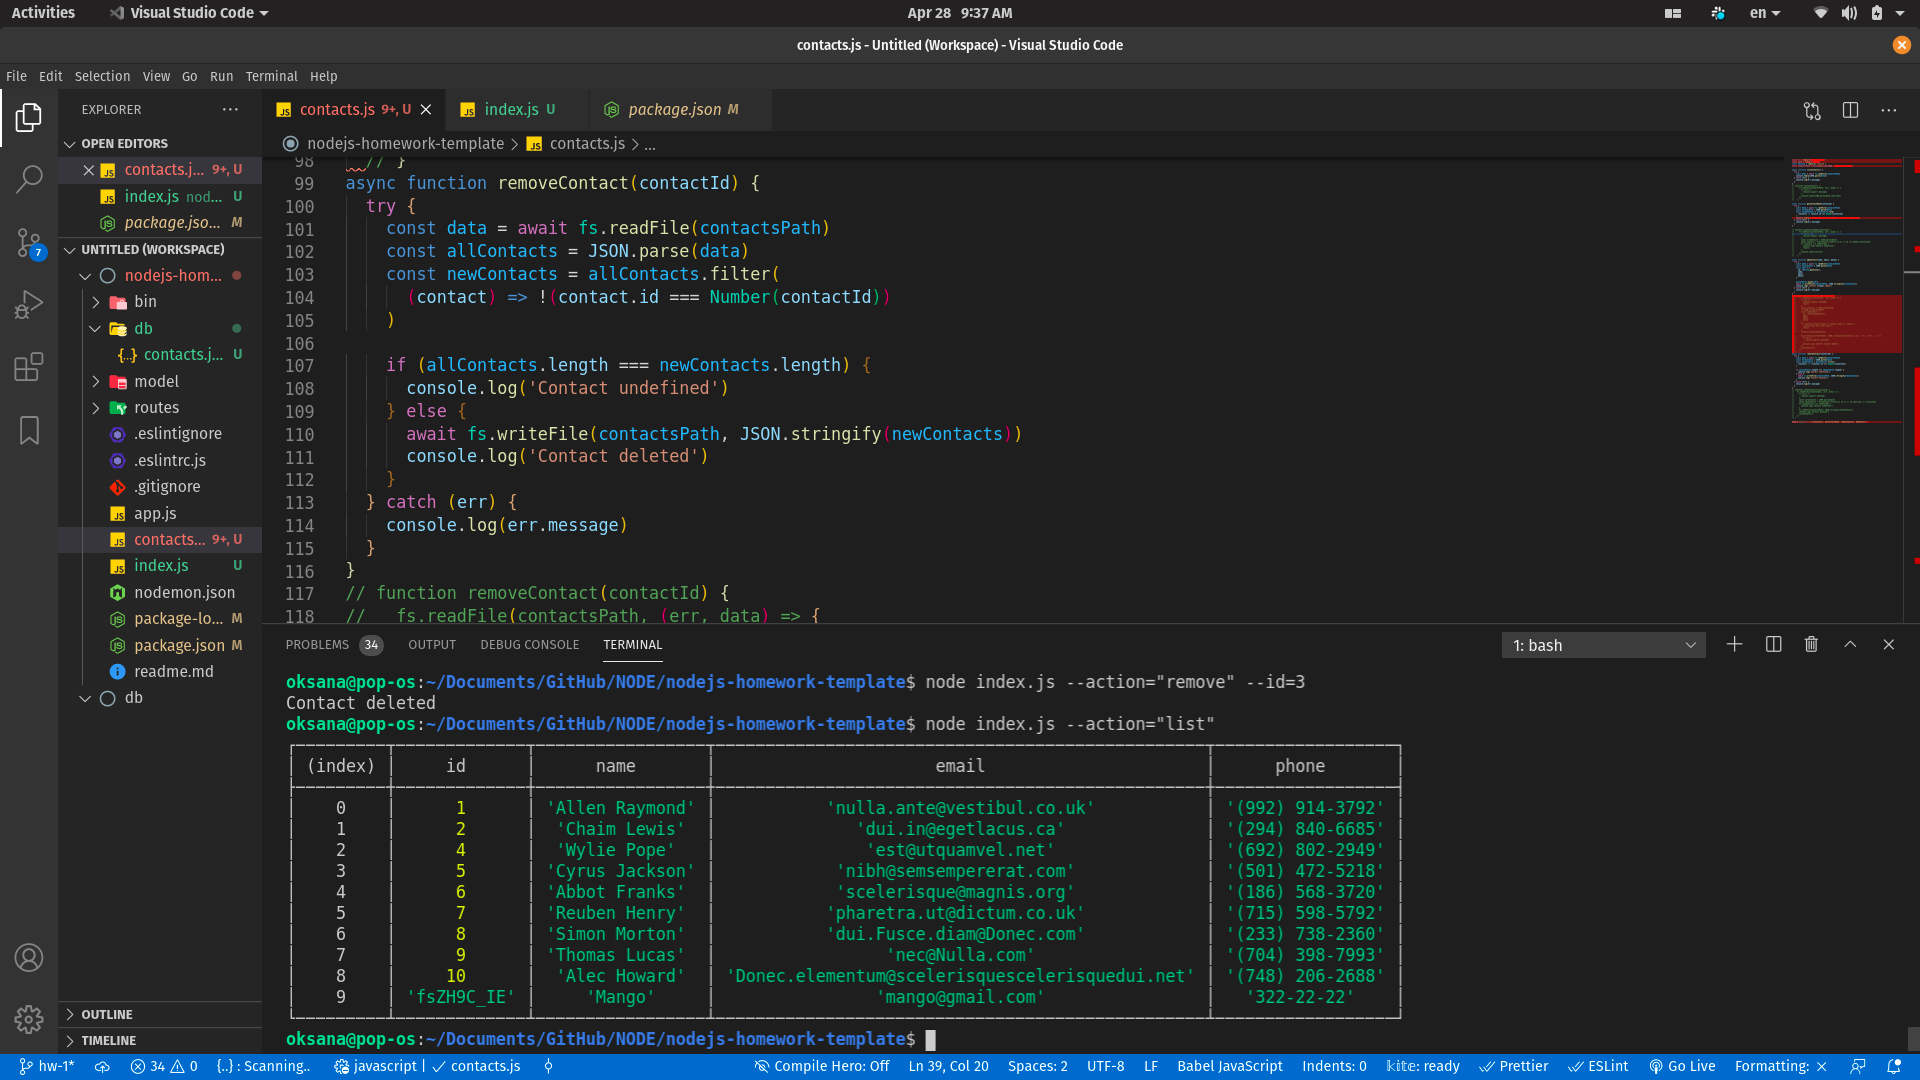 Activities
Visual Studio Code
Apr 28 9:37 AM
en
contacts.js - Untitled (Workspace) - Visual Studio Code
File Edit Selection View Go Run Terminal Help
EXPLORER
OPEN EDITORS
contacts.j... 9+, U
index.js nod... U
package.jso... M
UNTITLED (WORKSPACE)
nodejs-hom...
bin
db
contacts.j... U
model
routes
.eslintignore
.eslintrc.js
.gitignore
app.js
contacts... 9+, U
index.js U
nodemon.json
package-lo... M
package.json M
readme.md
db
OUTLINE
TIMELINE
7
contacts.js 9+, U
index.js U
package.json M
nodejs-homework-template > contacts.js > ...
98 // }
99 async function removeContact(contactId) {
100 try {
101 const data = await fs.readFile(contactsPath)
102 const allContacts = JSON.parse(data)
103 const newContacts = allContacts.filter(
104 (contact) => !(contact.id === Number(contactId))
105 )
106
107 if (allContacts.length === newContacts.length) {
108 console.log('Contact undefined')
109 } else {
110 await fs.writeFile(contactsPath, JSON.stringify(newContacts))
111 console.log('Contact deleted')
112 }
113 } catch (err) {
114 console.log(err.message)
115 }
116 }
117 // function removeContact(contactId) {
118 // fs.readFile(contactsPath, (err, data) => {
PROBLEMS 34 OUTPUT DEBUG CONSOLE TERMINAL
1: bash
oksana@pop-os:~/Documents/GitHub/NODE/nodejs-homework-template$ node index.js --action="remove" --id=3
Contact deleted
oksana@pop-os:~/Documents/GitHub/NODE/nodejs-homework-template$ node index.js --action="list"
(index) id name email phone
0 1 'Allen Raymond' 'nulla.ante@vestibul.co.uk' '(992) 914-3792'
1 2 'Chaim Lewis' 'dui.in@egetlacus.ca' '(294) 840-6685'
2 4 'Wylie Pope' 'est@utquamvel.net' '(692) 802-2949'
3 5 'Cyrus Jackson' 'nibh@semsempererat.com' '(501) 472-5218'
4 6 'Abbot Franks' 'scelerisque@magnis.org' '(186) 568-3720'
5 7 'Reuben Henry' 'pharetra.ut@dictum.co.uk' '(715) 598-5792'
6 8 'Simon Morton' 'dui.Fusce.diam@Donec.com' '(233) 738-2360'
7 9 'Thomas Lucas' 'nec@Nulla.com' '(704) 398-7993'
8 10 'Alec Howard' 'Donec.elementum@scelerisquescelerisquedui.net' '(748) 206-2688'
9 'fsZH9C_IE' 'Mango' 'mango@gmail.com' '322-22-22'
oksana@pop-os:~/Documents/GitHub/NODE/nodejs-homework-template$
hw-1* 34 0 {..} : Scanning.. javascript | contacts.js Compile Hero: Off Ln 39, Col 20 Spaces: 2 UTF-8 LF Babel JavaScript Indents: 0 kite: ready Prettier ESLint Go Live Formatting: